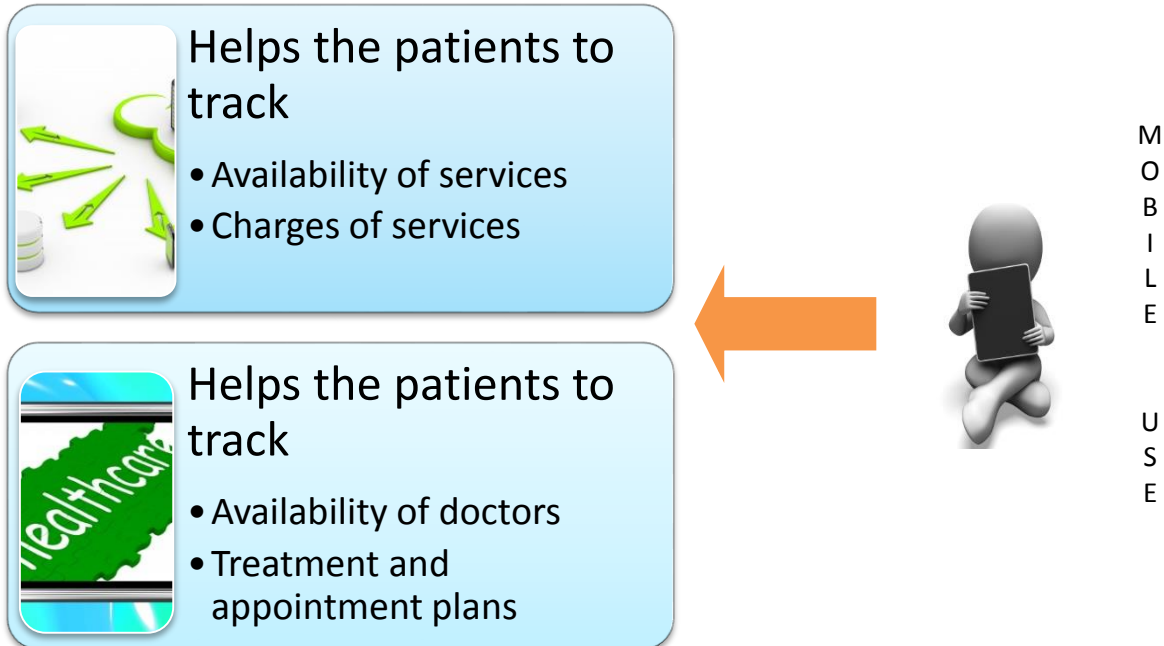 Helps the patients to
track
• Availability of services
• Charges of services
healthcare
Helps the patients to
track
• Availability of doctors
• Treatment and
appointment plans
M
O
B
I
L
E
U
S
E